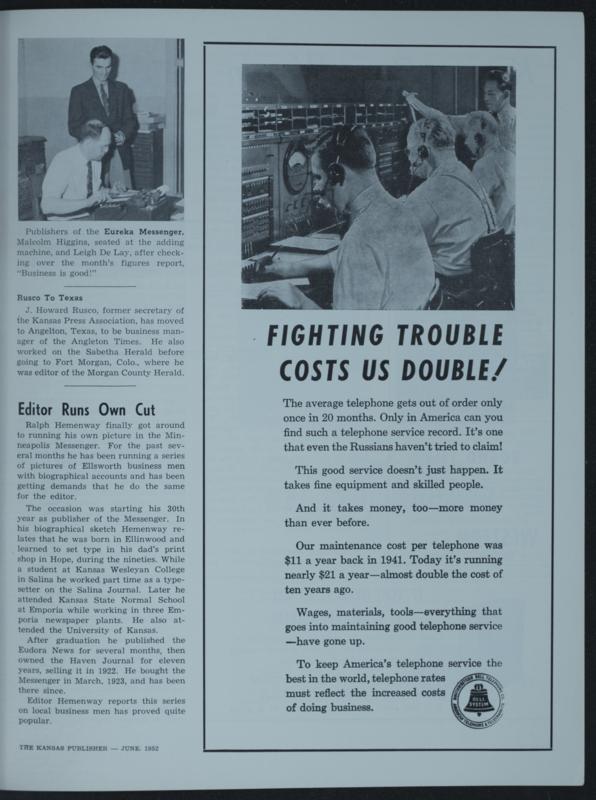 Publishers of the Eureka Messenger,
Malcolm Higgins, seated at the adding
machine, and Leigh De Lay, after check-
ing over the month's figures report,
"Business is good!"
Rusco To Texas
J. Howard Rusco, former secretary of
the Kansas Press Association, has moved
to Angelton, Texas, to be business man-
ager of the Angleton Times. He also
worked on the Sabetha Herald before
going to Fort Morgan, Colo., where he
was editor of the Morgan County Herald.
Editor Runs Own Cut
Ralph Hemenway finally got around
to running his own picture in the Min-
neapolis Messenger. For the past sev-
eral months he has been running a series
of pictures of Ellsworth business men
with biographical accounts and has been
getting demands that he do the same
for the editor.
The occasion was starting his 30th
year as publisher of the Messenger. In
his biographical sketch Hemenway re-
lates that he was born in Ellinwood and
learned to set type in his dad's print
shop in Hope, during the nineties. While
a student at Kansas Wesleyan College
in Salina he worked part time as a type-
setter on the Salina Journal. Later he
attended Kansas State Normal School
at Emporia while working in three Em-
poria newspaper plants. He also at-
tended the University of Kansas.
After graduation he published the
Eudora News for several months, then
owned the Haven Journal for eleven
years, selling it in 1922. He bought the
Messenger in March, 1923, and has been
there since.
Editor Hemenway reports this series
on local business men has proved quite
popular.
THE KANSAS PUBLISHER — JUNE, 1952
FIGHTING TROUBLE
COSTS US DOUBLE!
The average telephone gets out of order only
once in 20 months. Only in America can you
find such a telephone service record. It's one
that even the Russians haven't tried to claim!
This good service doesn't just happen. It
takes fine equipment and skilled people.
And it takes money, too—more money
than ever before.
Our maintenance cost per telephone was
$11 a year back in 1941. Today it's running
nearly $21 a year—almost double the cost of
ten years ago.
Wages, materials, tools—everything that
goes into maintaining good telephone service
—have gone up.
To keep America's telephone service the
best in the world, telephone rates
must reflect the increased costs
of doing business.
BELL
SYSTEM